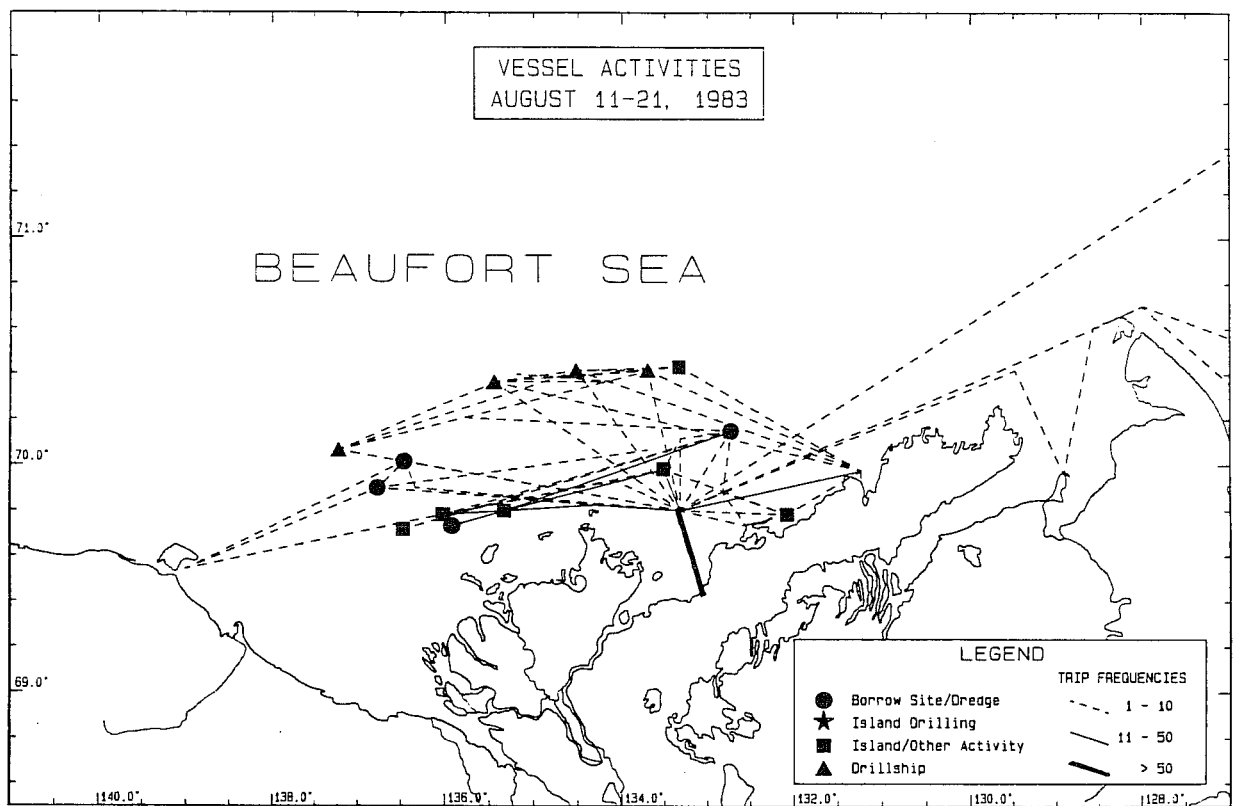 VESSEL ACTIVITIES
AUGUST 11-21, 1983
71.0°
BEAUFORT SEA
70.0°
69.0°
LEGEND
TRIP FREQUENCIES
Borrow Site/Dredge
1 - 10
Island Drilling
11 - 50
Island/Other Activity
> 50
Drillship
140.0° 138.0° 136.0° 134.0° 132.0° 130.0° 128.0°